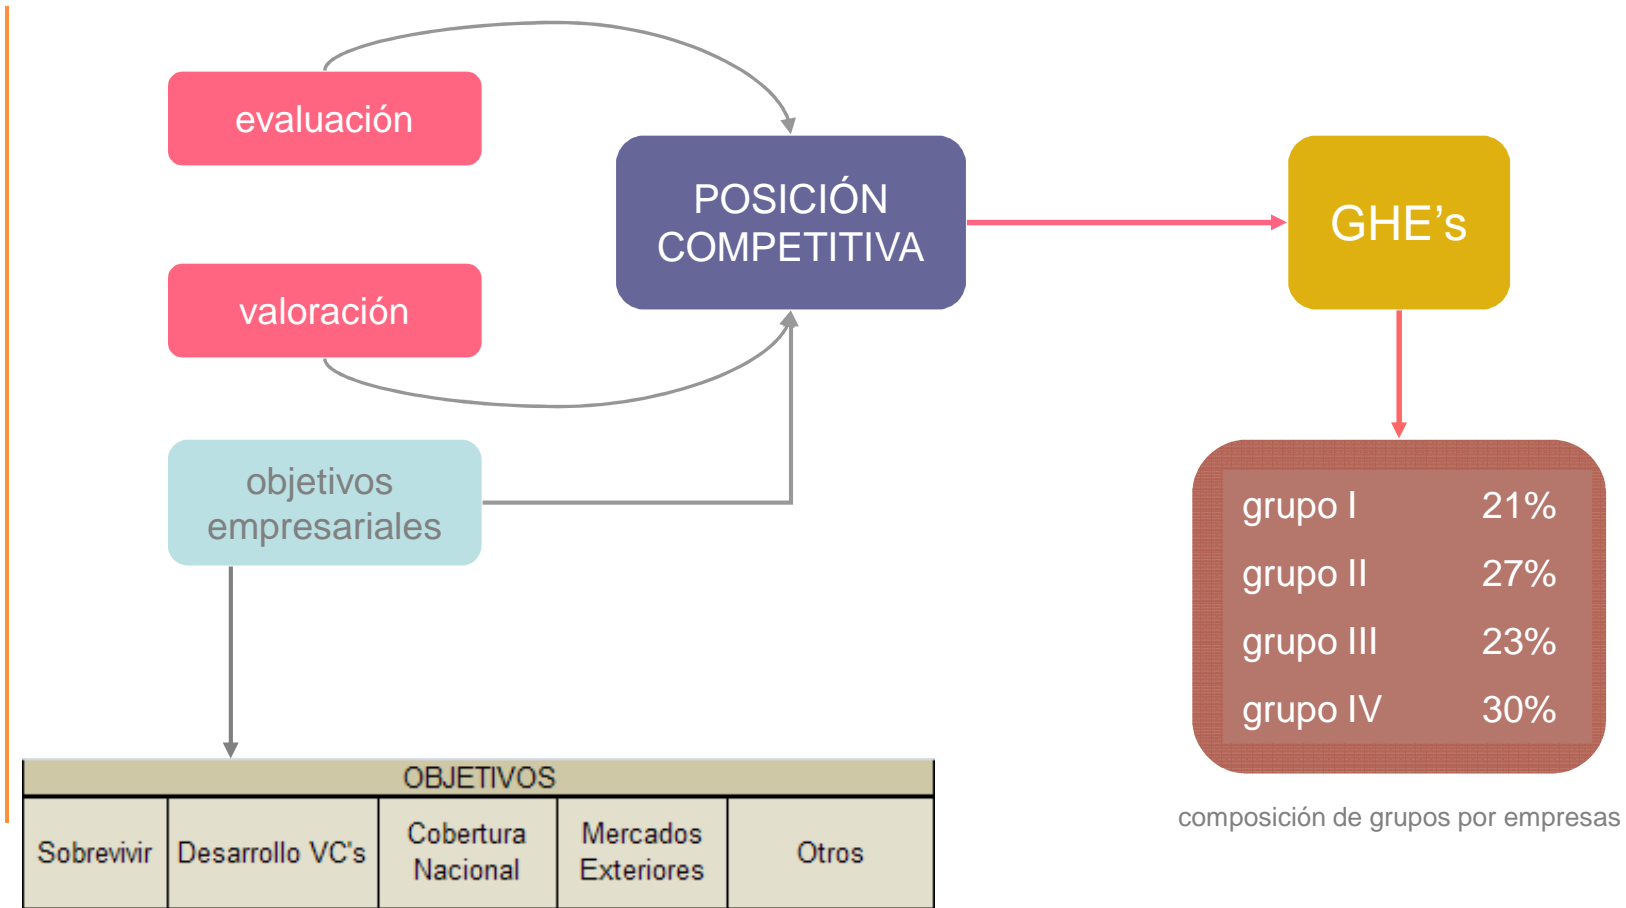 evaluación
valoración
objetivos
empresariales
POSICIÓN
COMPETITIVA
GHE’s
grupo I 21%
grupo II 27%
grupo III 23%
grupo IV 30%
composición de grupos por empresas
OBJETIVOS
Sobrevivir
Desarrollo VC's
Cobertura
Nacional
Mercados
Exteriores
Otros